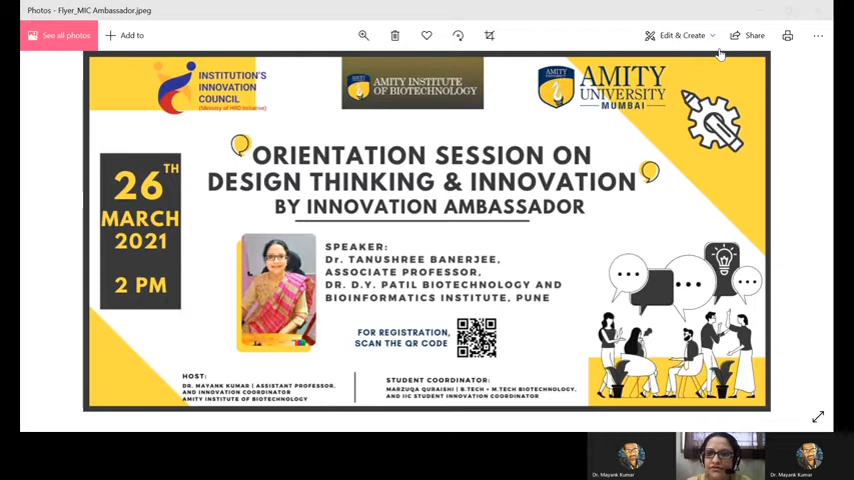 Photos - Flyer_MIC Ambassador.jpeg
See all photos
Add to
Edit & Create
Share
INSTITUTION'S
INNOVATION
COUNCIL
(Ministry of HRD Initiative)
AMITY INSTITUTE
OF BIOTECHNOLOGY
AMITY
UNIVERSITY
MUMBAI
ORIENTATION SESSION ON
DESIGN THINKING & INNOVATION
BY INNOVATION AMBASSADOR
26TH
MARCH
2021
2 PM
SPEAKER:
Dr. TANUSHREE BANERJEE,
ASSOCIATE PROFESSOR,
DR. D.Y. PATIL BIOTECHNOLOGY AND
BIOINFORMATICS INSTITUTE, PUNE
FOR REGISTRATION,
SCAN THE QR CODE
HOST:
DR. MAYANK KUMAR | ASSISTANT PROFESSOR,
AND INNOVATION COORDINATOR
AMITY INSTITUTE OF BIOTECHNOLOGY
STUDENT COORDINATOR:
MARZUQA QURAISHI | B.TECH + M.TECH BIOTECHNOLOGY,
AND IIC STUDENT INNOVATION COORDINATOR
Dr. Mayank Kumar
Dr. Mayank Kumar